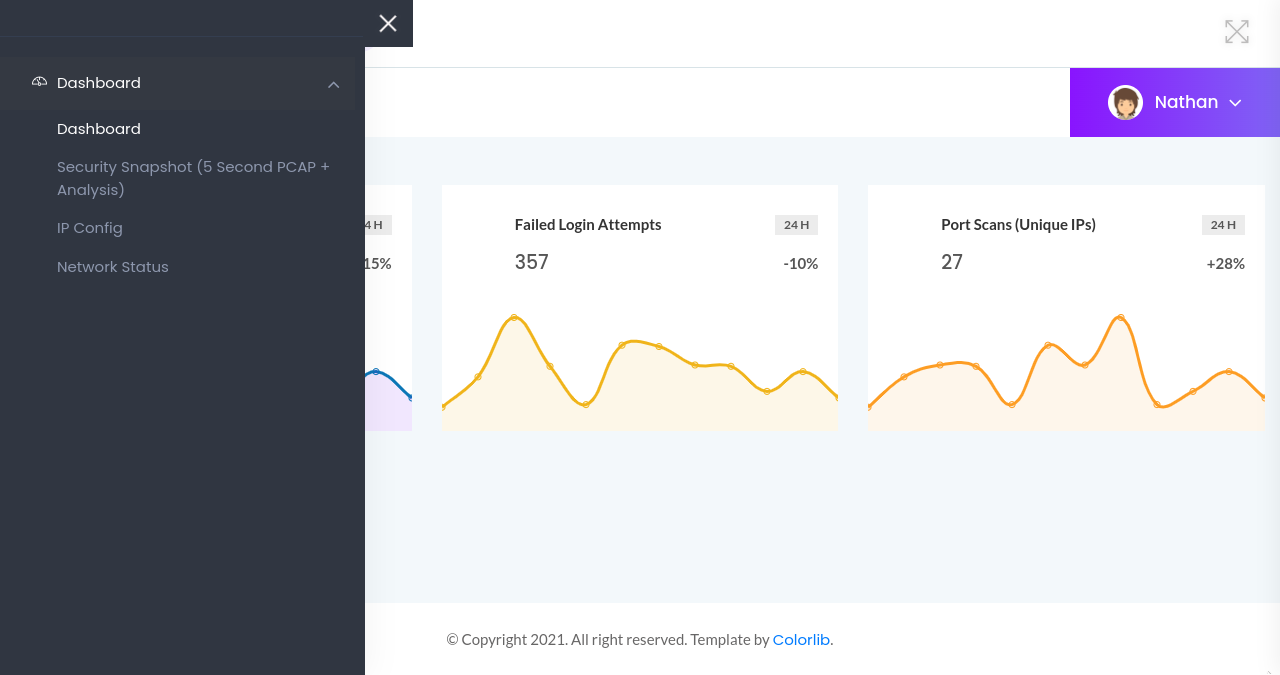 Dashboard
Dashboard
Security Snapshot (5 Second PCAP +
Analysis)
IP Config
Network Status
Nathan
4 H
15%
Failed Login Attempts
24 H
357
-10%
Port Scans (Unique IPs)
24 H
27
+28%
© Copyright 2021. All right reserved. Template by Colorlib.